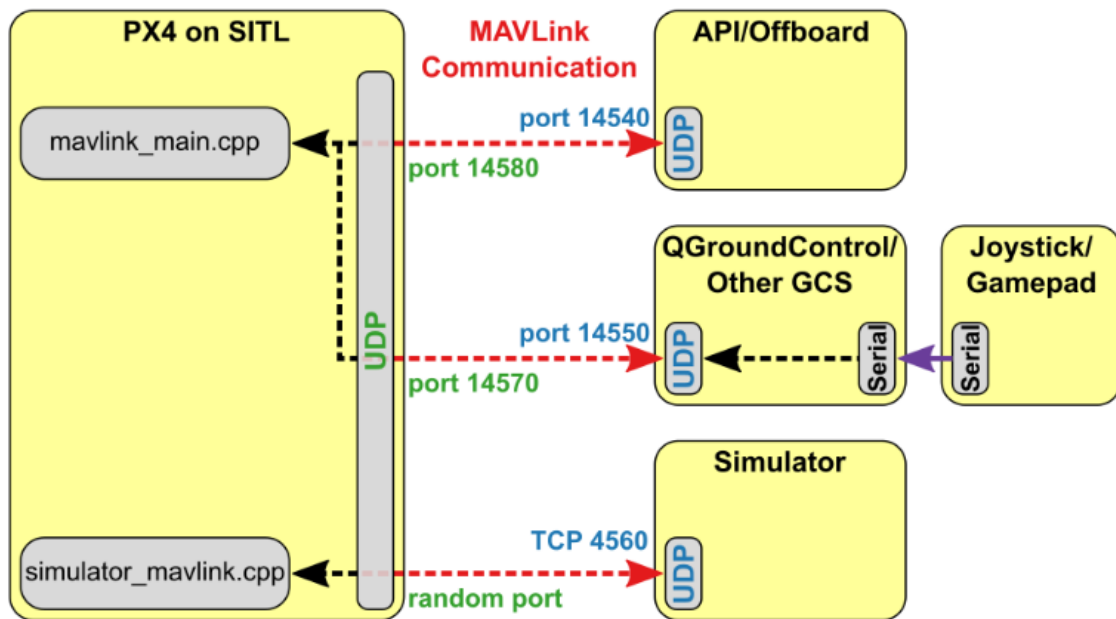 PX4 on SITL
mavlink_main.cpp
UDP
simulator_mavlink.cpp
MAVLink
Communication
port 14540
port 14580
port 14550
port 14570
TCP 4560
random port
API/Offboard
UDP
QGroundControl/
Other GCS
UDP
Serial
Joystick/
Gamepad
Serial
Simulator
UDP